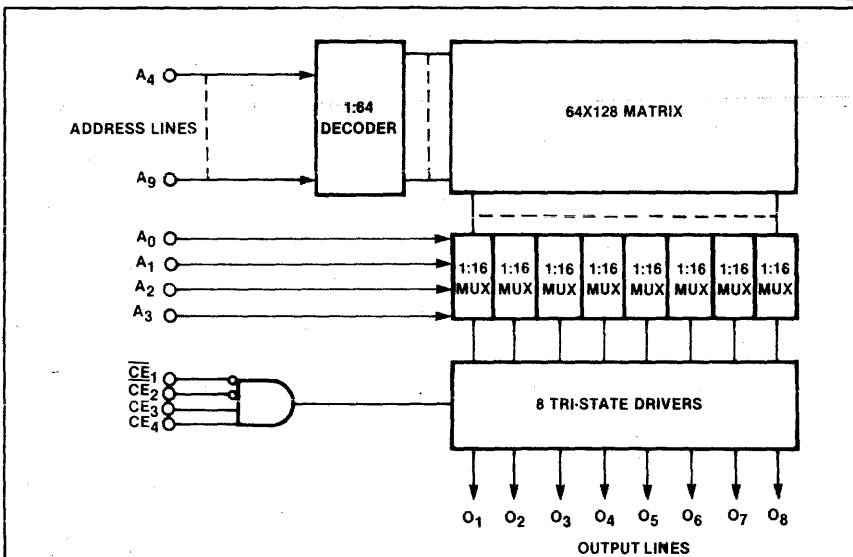 A4
1:64
DECODER
64X128 MATRIX
ADDRESS LINES
A9
A0
A1
A2
A3
1:16 MUX
1:16 MUX
1:16 MUX
1:16 MUX
1:16 MUX
1:16 MUX
1:16 MUX
1:16 MUX
C̅E̅1
C̅E̅2
CE3
CE4
8 TRI-STATE DRIVERS
O1 O2 O3 O4 O5 O6 O7 O8
OUTPUT LINES